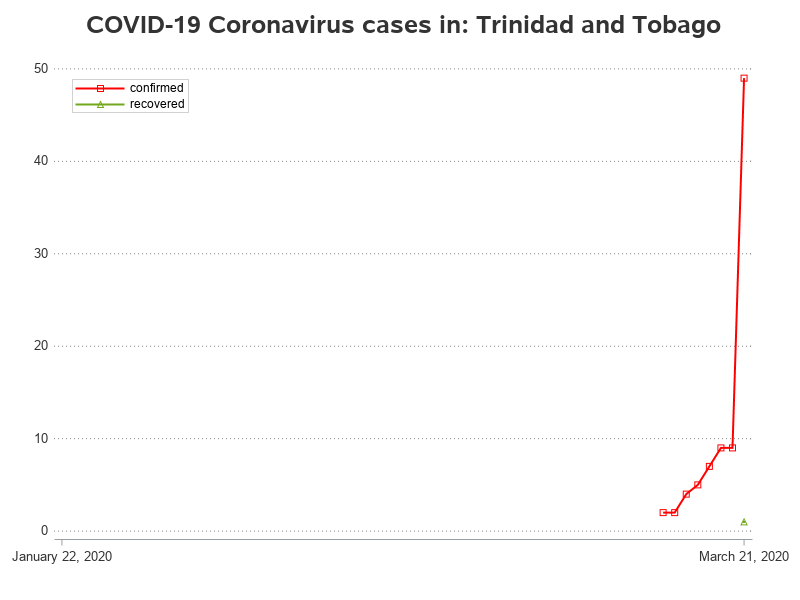 COVID-19 Coronavirus cases in: Trinidad and Tobago
50
confirmed
recovered
40
30
20
10
0
January 22, 2020
March 21, 2020